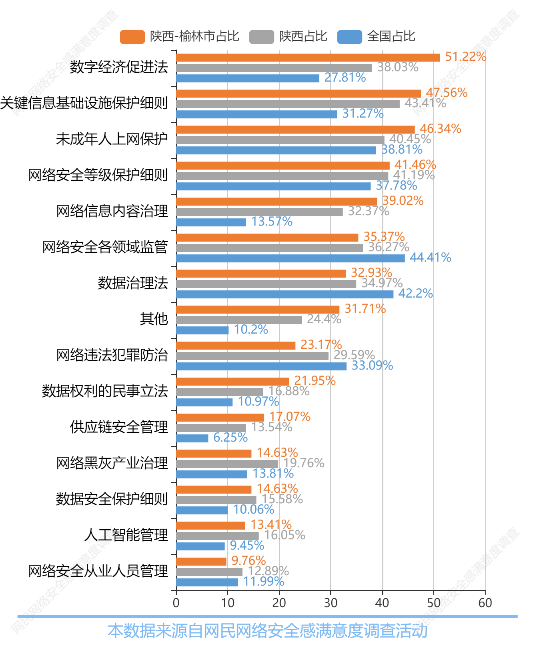 陕西-榆林市占比 陕西占比 全国占比
数字经济促进法 51.22% 38.03% 27.81%
关键信息基础设施保护细则 47.56% 43.41% 31.27%
未成年人上网保护 46.34% 40.45% 38.81%
网络安全等级保护细则 41.46% 41.19% 37.78%
网络信息内容治理 39.02% 32.37% 13.57%
网络安全各领域监管 35.37% 36.27% 44.41%
数据治理法 32.93% 34.97% 42.2%
其他 31.71% 24.4% 10.2%
网络违法犯罪防治 23.17% 29.59% 33.09%
数据权利的民事立法 21.95% 16.88% 10.97%
供应链安全管理 17.07% 13.54% 6.25%
网络黑灰产业治理 14.63% 19.76% 13.81%
数据安全保护细则 14.63% 15.58% 10.06%
人工智能管理 13.41% 16.05% 9.45%
网络安全从业人员管理 9.76% 12.89% 11.99%
0 10 20 30 40 50 60
本数据来源自网民网络安全感满意度调查活动